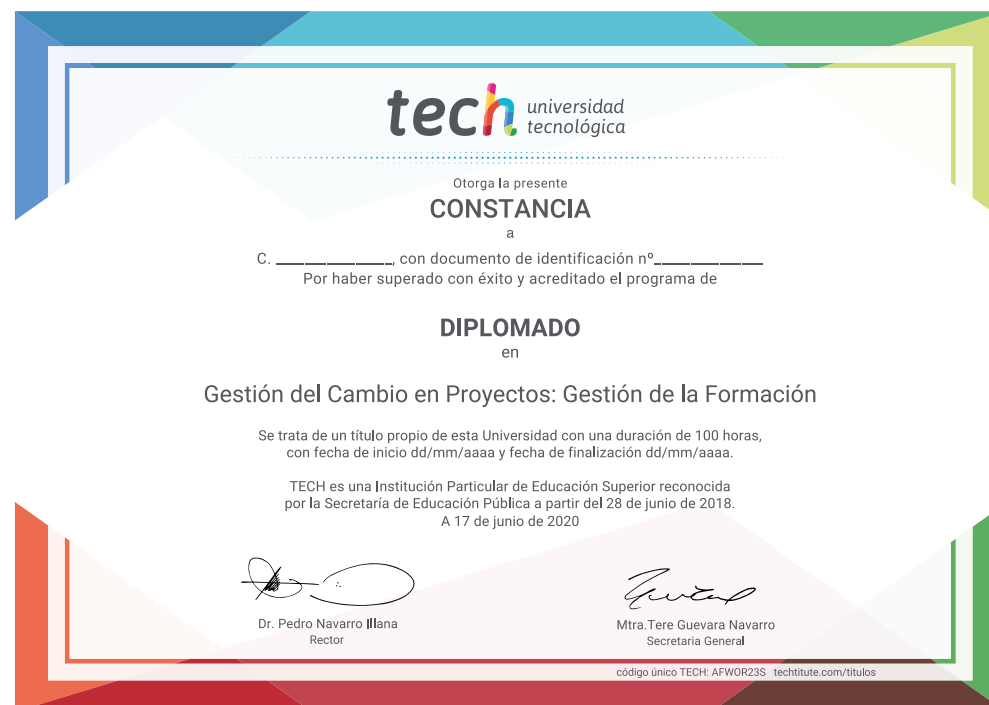 tech universidad
tecnológica
Otorga la presente
CONSTANCIA
a
C. ______________, con documento de identificación nº_____________
Por haber superado con éxito y acreditado el programa de
DIPLOMADO
en
Gestión del Cambio en Proyectos: Gestión de la Formación
Se trata de un título propio de esta Universidad con una duración de 100 horas,
con fecha de inicio dd/mm/aaaa y fecha de finalización dd/mm/aaaa.
TECH es una Institución Particular de Educación Superior reconocida
por la Secretaría de Educación Pública a partir del 28 de junio de 2018.
A 17 de junio de 2020
Dr. Pedro Navarro Illana
Rector
Mtra.Tere Guevara Navarro
Secretaria General
código único TECH: AFWOR23S techtitute.com/titulos